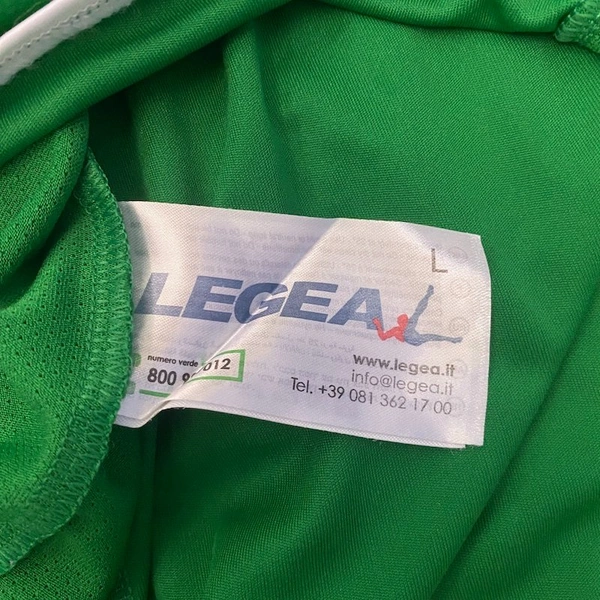 L
LEGEA
numero verde
012
800
www.legea.it
info@legea.it
Tel. +39 081 362 17 00